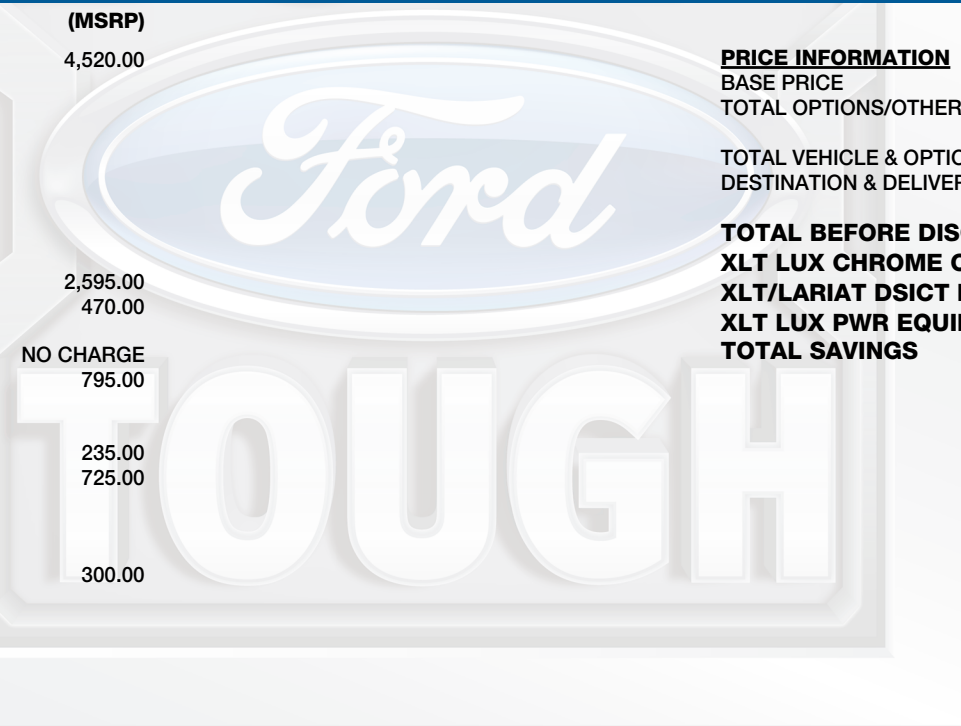 (MSRP)
4,520.00
2,595.00
470.00
NO CHARGE
795.00
235.00
725.00
300.00
PRICE INFORMATION
BASE PRICE
TOTAL OPTIONS/OTHER
TOTAL VEHICLE & OPTIO
DESTINATION & DELIVER
TOTAL BEFORE DIS
XLT LUX CHROME
XLT/LARIAT DSICT
XLT LUX PWR EQUI
TOTAL SAVINGS
Ford
TOUGH